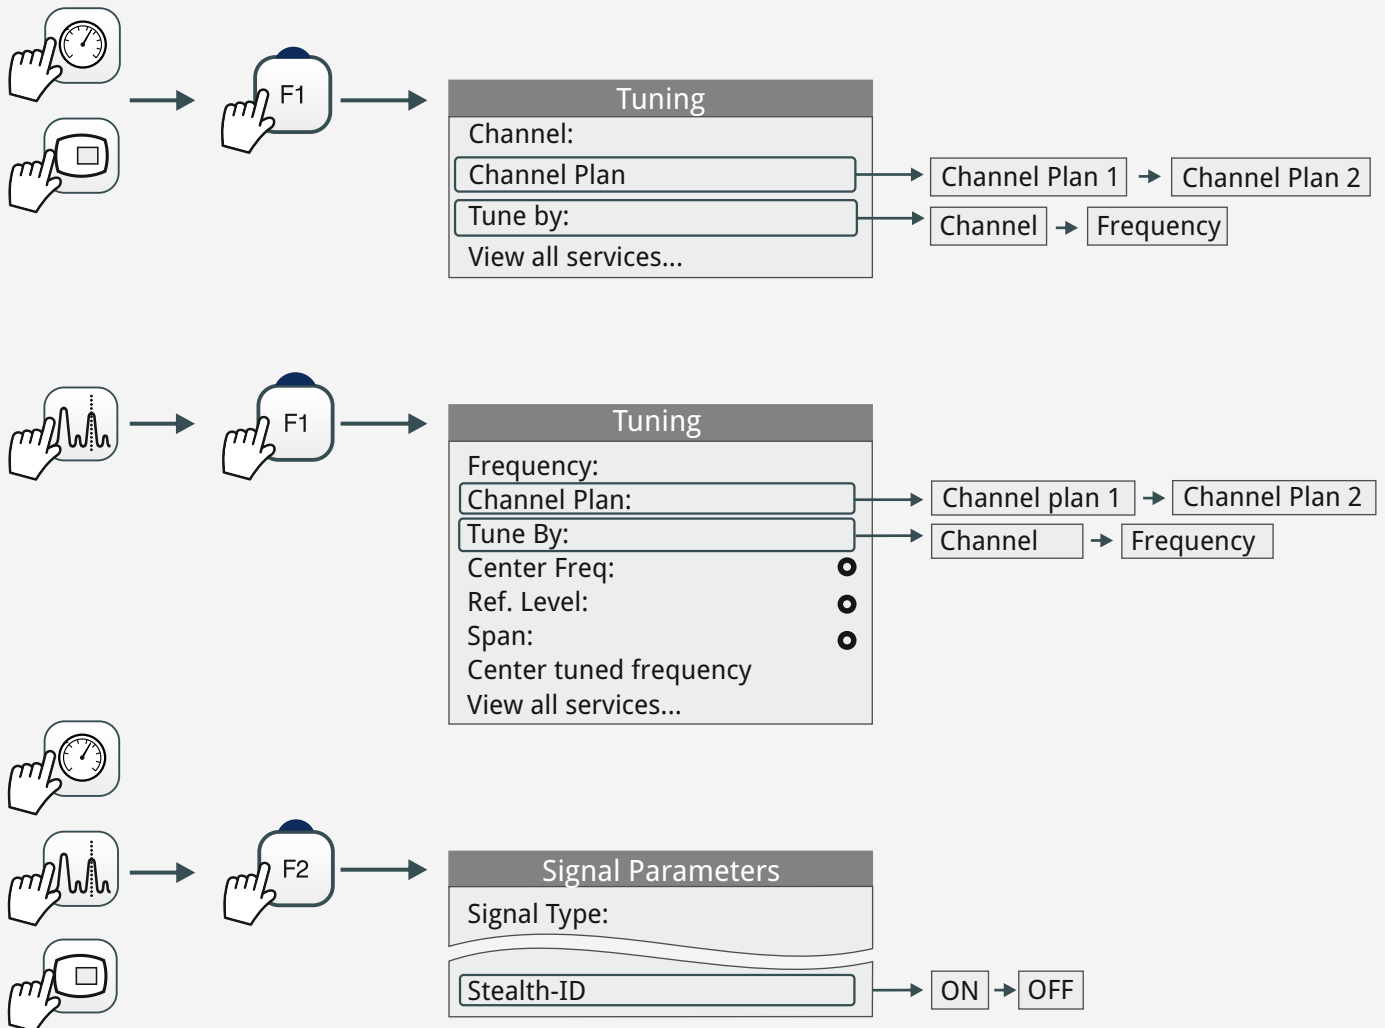 F1
Tuning
Channel:
Channel Plan
Channel Plan 1
Channel Plan 2
Tune by:
Channel
Frequency
View all services...
F1
Tuning
Frequency:
Channel Plan:
Channel plan 1
Channel Plan 2
Tune By:
Channel
Frequency
Center Freq:
Ref. Level:
Span:
Center tuned frequency
View all services...
F2
Signal Parameters
Signal Type:
Stealth-ID
ON
OFF